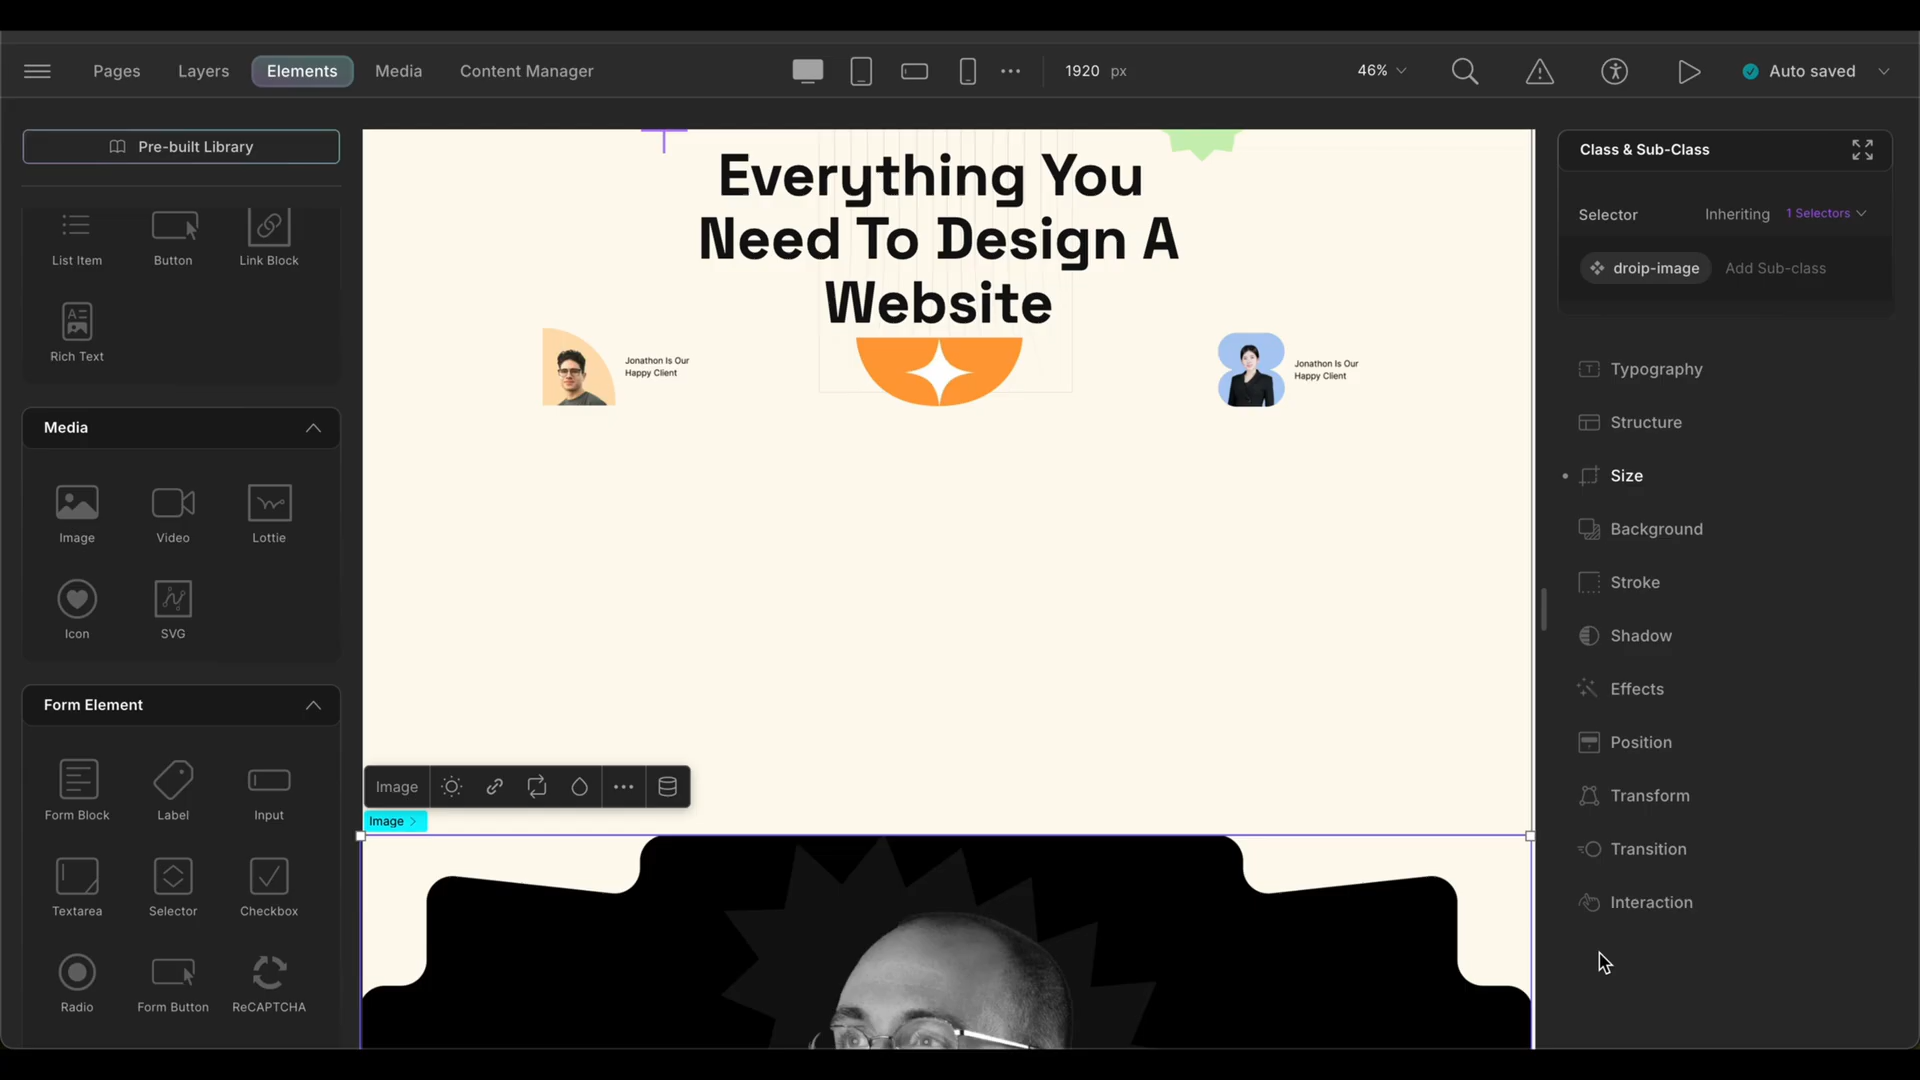 Pages
Layers
Elements
Media
Content Manager
1920 px
46%
Auto saved
Pre-built Library
List Item
Button
Link Block
Rich Text
Media
Image
Video
Lottie
Icon
SVG
Form Element
Form Block
Label
Input
Textarea
Selector
Checkbox
Radio
Form Button
ReCAPTCHA
Everything You
Need To Design A
Website
Jonathon Is Our
Happy Client
Jonathon Is Our
Happy Client
Image
Image >
Class & Sub-Class
Selector
Inheriting
1 Selectors
droip-image
Add Sub-class
Typography
Structure
Size
Background
Stroke
Shadow
Effects
Position
Transform
Transition
Interaction